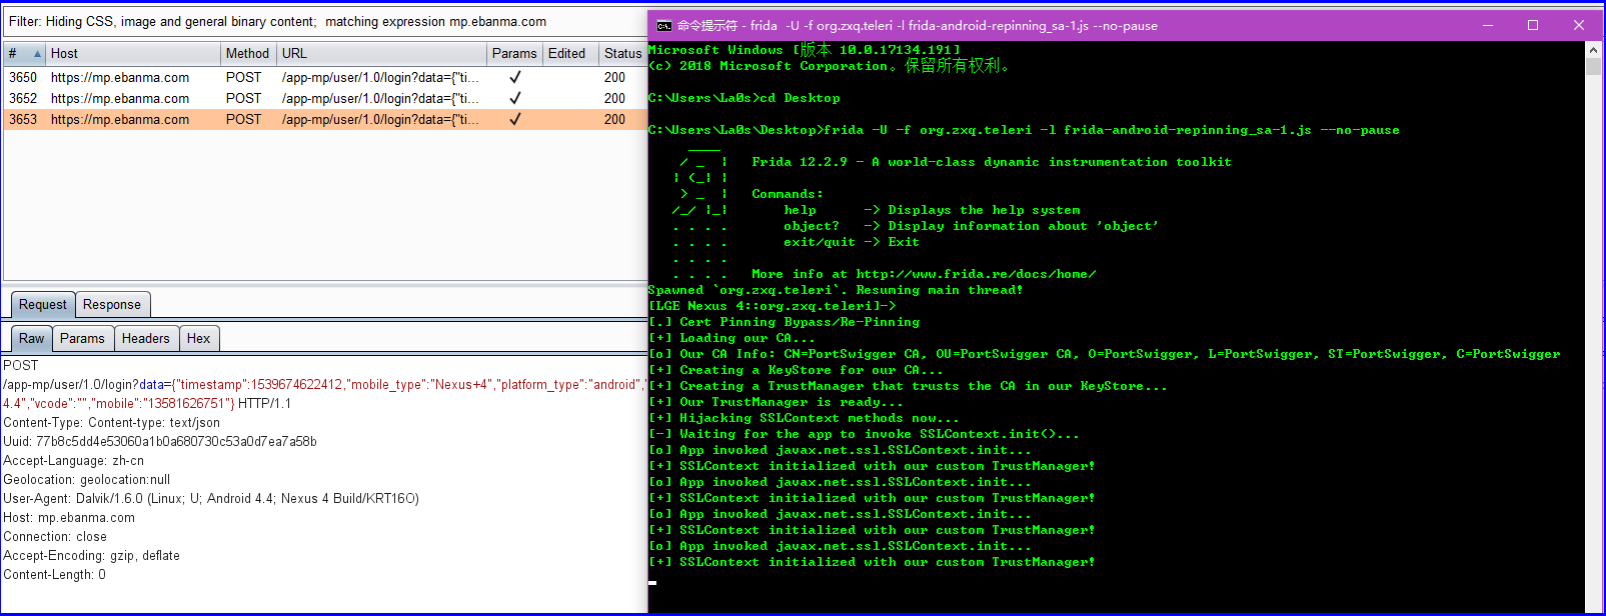 Filter: Hiding CSS, image and general binary content;  matching expression mp.ebanma.com
# Host Method URL Params Edited Status
3650 https://mp.ebanma.com POST /app-mp/user/1.0/login?data={"ti... ✓ 200
3652 https://mp.ebanma.com POST /app-mp/user/1.0/login?data={"ti... ✓ 200
3653 https://mp.ebanma.com POST /app-mp/user/1.0/login?data={"ti... ✓ 200
Request Response
Raw Params Headers Hex
POST
/app-mp/user/1.0/login?data={"timestamp":1539674622412,"mobile_type":"Nexus+4","platform_type":"android",
4.4","vcode":"","mobile":"13581626751"} HTTP/1.1
Content-Type: Content-type: text/json
Uuid: 77b8c5dd4e53060a1b0a680730c53a0d7ea7a58b
Accept-Language: zh-cn
Geolocation: geolocation:null
User-Agent: Dalvik/1.6.0 (Linux; U; Android 4.4; Nexus 4 Build/KRT16O)
Host: mp.ebanma.com
Connection: close
Accept-Encoding: gzip, deflate
Content-Length: 0
命令提示符 - frida  -U -f org.zxq.teleri -l frida-android-repinning_sa-1.js --no-pause
Microsoft Windows [版本 10.0.17134.191]
(c) 2018 Microsoft Corporation。保留所有权利。
C:\Users\La0s>cd Desktop
C:\Users\La0s\Desktop>frida -U -f org.zxq.teleri -l frida-android-repinning_sa-1.js --no-pause
     ____
    / _  |   Frida 12.2.9 - A world-class dynamic instrumentation toolkit
   | (_| |
    > _  |   Commands:
   /_/ |_|       help      -> Displays the help system
   . . . .       object?   -> Display information about 'object'
   . . . .       exit/quit -> Exit
   . . . .
   . . . .   More info at http://www.frida.re/docs/home/
Spawned `org.zxq.teleri`. Resuming main thread!
[LGE Nexus 4::org.zxq.teleri]->
[.] Cert Pinning Bypass/Re-Pinning
[+] Loading our CA...
[o] Our CA Info: CN=PortSwigger CA, OU=PortSwigger CA, O=PortSwigger, L=PortSwigger, ST=PortSwigger, C=PortSwigger
[+] Creating a KeyStore for our CA...
[+] Creating a TrustManager that trusts the CA in our KeyStore...
[+] Our TrustManager is ready...
[+] Hijacking SSLContext methods now...
[-] Waiting for the app to invoke SSLContext.init()...
[o] App invoked javax.net.ssl.SSLContext.init...
[+] SSLContext initialized with our custom TrustManager!
[o] App invoked javax.net.ssl.SSLContext.init...
[+] SSLContext initialized with our custom TrustManager!
[o] App invoked javax.net.ssl.SSLContext.init...
[+] SSLContext initialized with our custom TrustManager!
[o] App invoked javax.net.ssl.SSLContext.init...
[+] SSLContext initialized with our custom TrustManager!